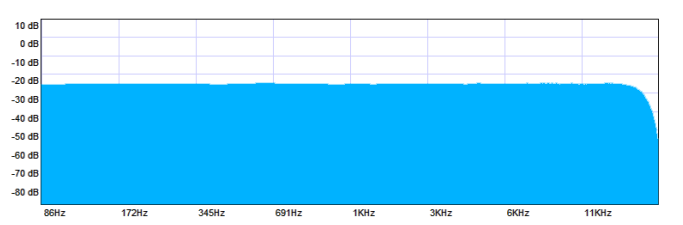 10 dB
0 dB
-10 dB
-20 dB
-30 dB
-40 dB
-50 dB
-60 dB
-70 dB
-80 dB
86Hz 172Hz 345Hz 691Hz 1KHz 3KHz 6KHz 11KHz